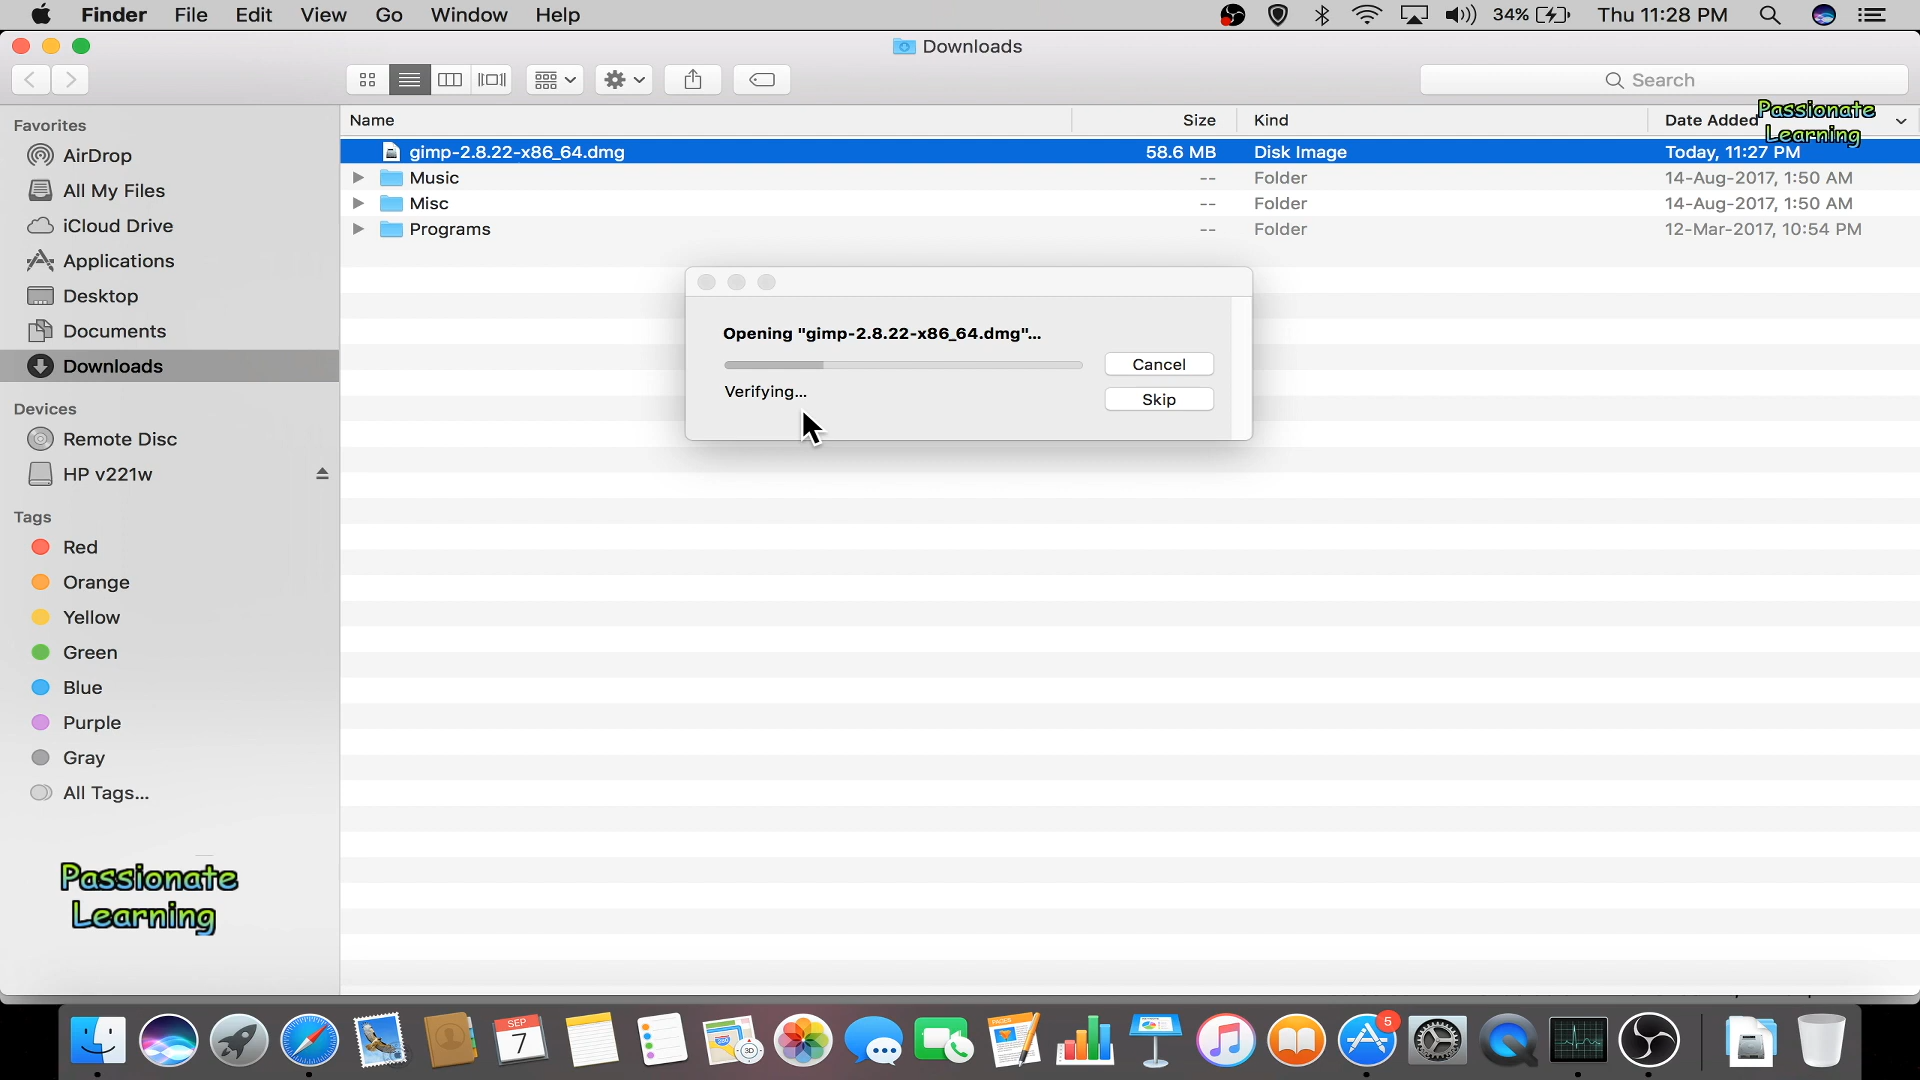 Finder File Edit View Go Window Help 34% Thu 11:28 PM
Downloads
Search
Favorites
AirDrop
All My Files
iCloud Drive
Applications
Desktop
Documents
Downloads
Devices
Remote Disc
HP v221w
Tags
Red
Orange
Yellow
Green
Blue
Purple
Gray
All Tags...
Name Size Kind Date Added
gimp-2.8.22-x86_64.dmg 58.6 MB Disk Image Today, 11:27 PM
Music -- Folder 14-Aug-2017, 1:50 AM
Misc -- Folder 14-Aug-2017, 1:50 AM
Programs -- Folder 12-Mar-2017, 10:54 PM
Passionate
Learning
Opening "gimp-2.8.22-x86_64.dmg"...
Cancel
Verifying...
Skip
Passionate
Learning
SEP
7
280
3D
PAGES
5